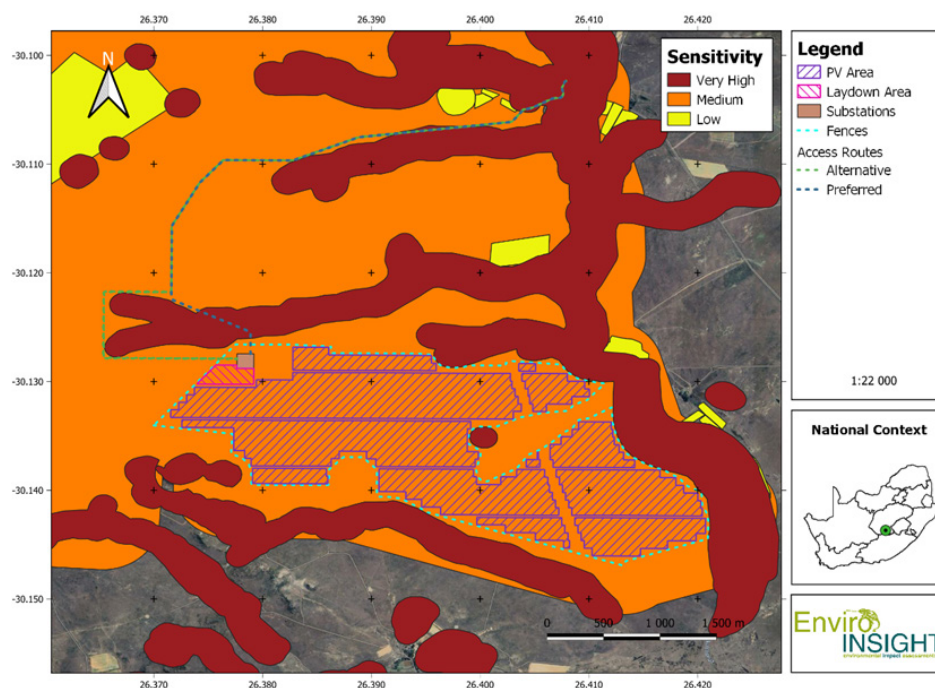 26.370 26.380 26.390 26.400 26.410 26.420
-30.100
-30.110
-30.120
-30.130
-30.140
-30.150
N
Sensitivity
Very High
Medium
Low
0 500 1 000 1 500 m
26.370 26.380 26.390 26.400 26.410 26.420
Legend
PV Area
Laydown Area
Substations
Fences
Access Routes
Alternative
Preferred
1:22 000
National Context
Enviro
INSIGHT
environmental impact assessments